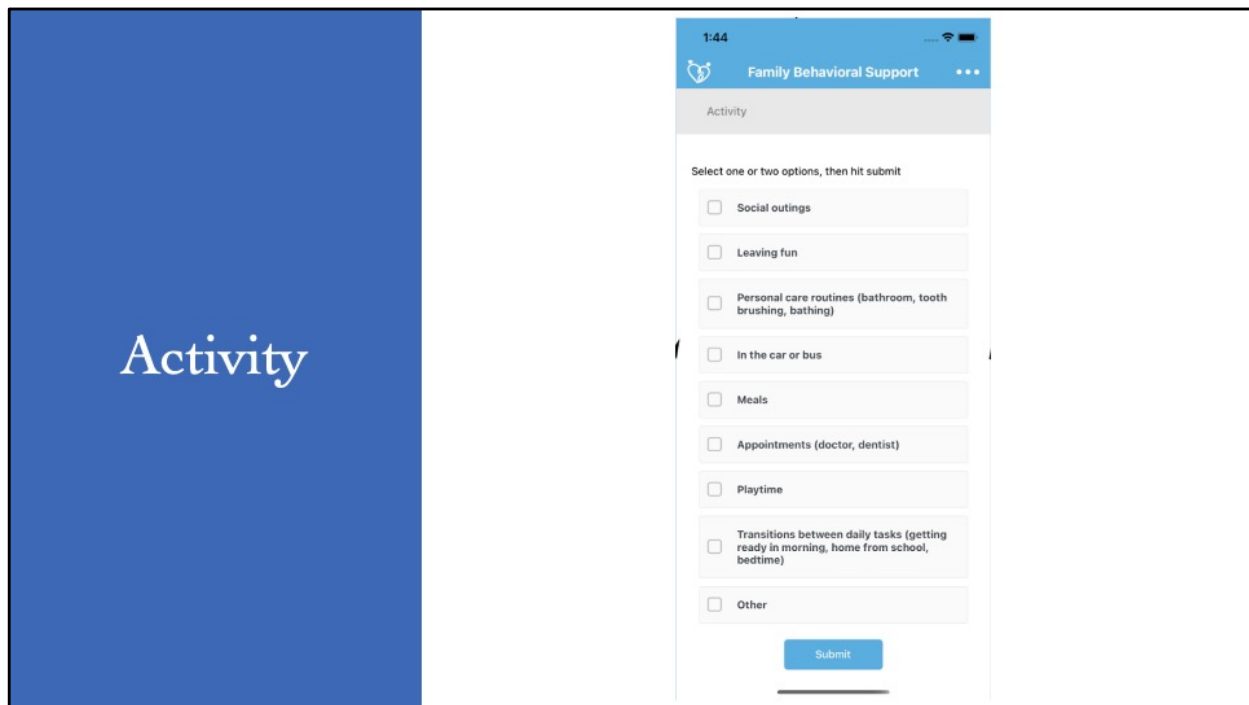 Activity
1:44
Family Behavioral Support
Activity
Select one or two options, then hit submit
Social outings
Leaving fun
Personal care routines (bathroom, tooth
brushing, bathing)
In the car or bus
Meals
Appointments (doctor, dentist)
Playtime
Transitions between daily tasks (getting
ready in morning, home from school,
bedtime)
Other
Submit